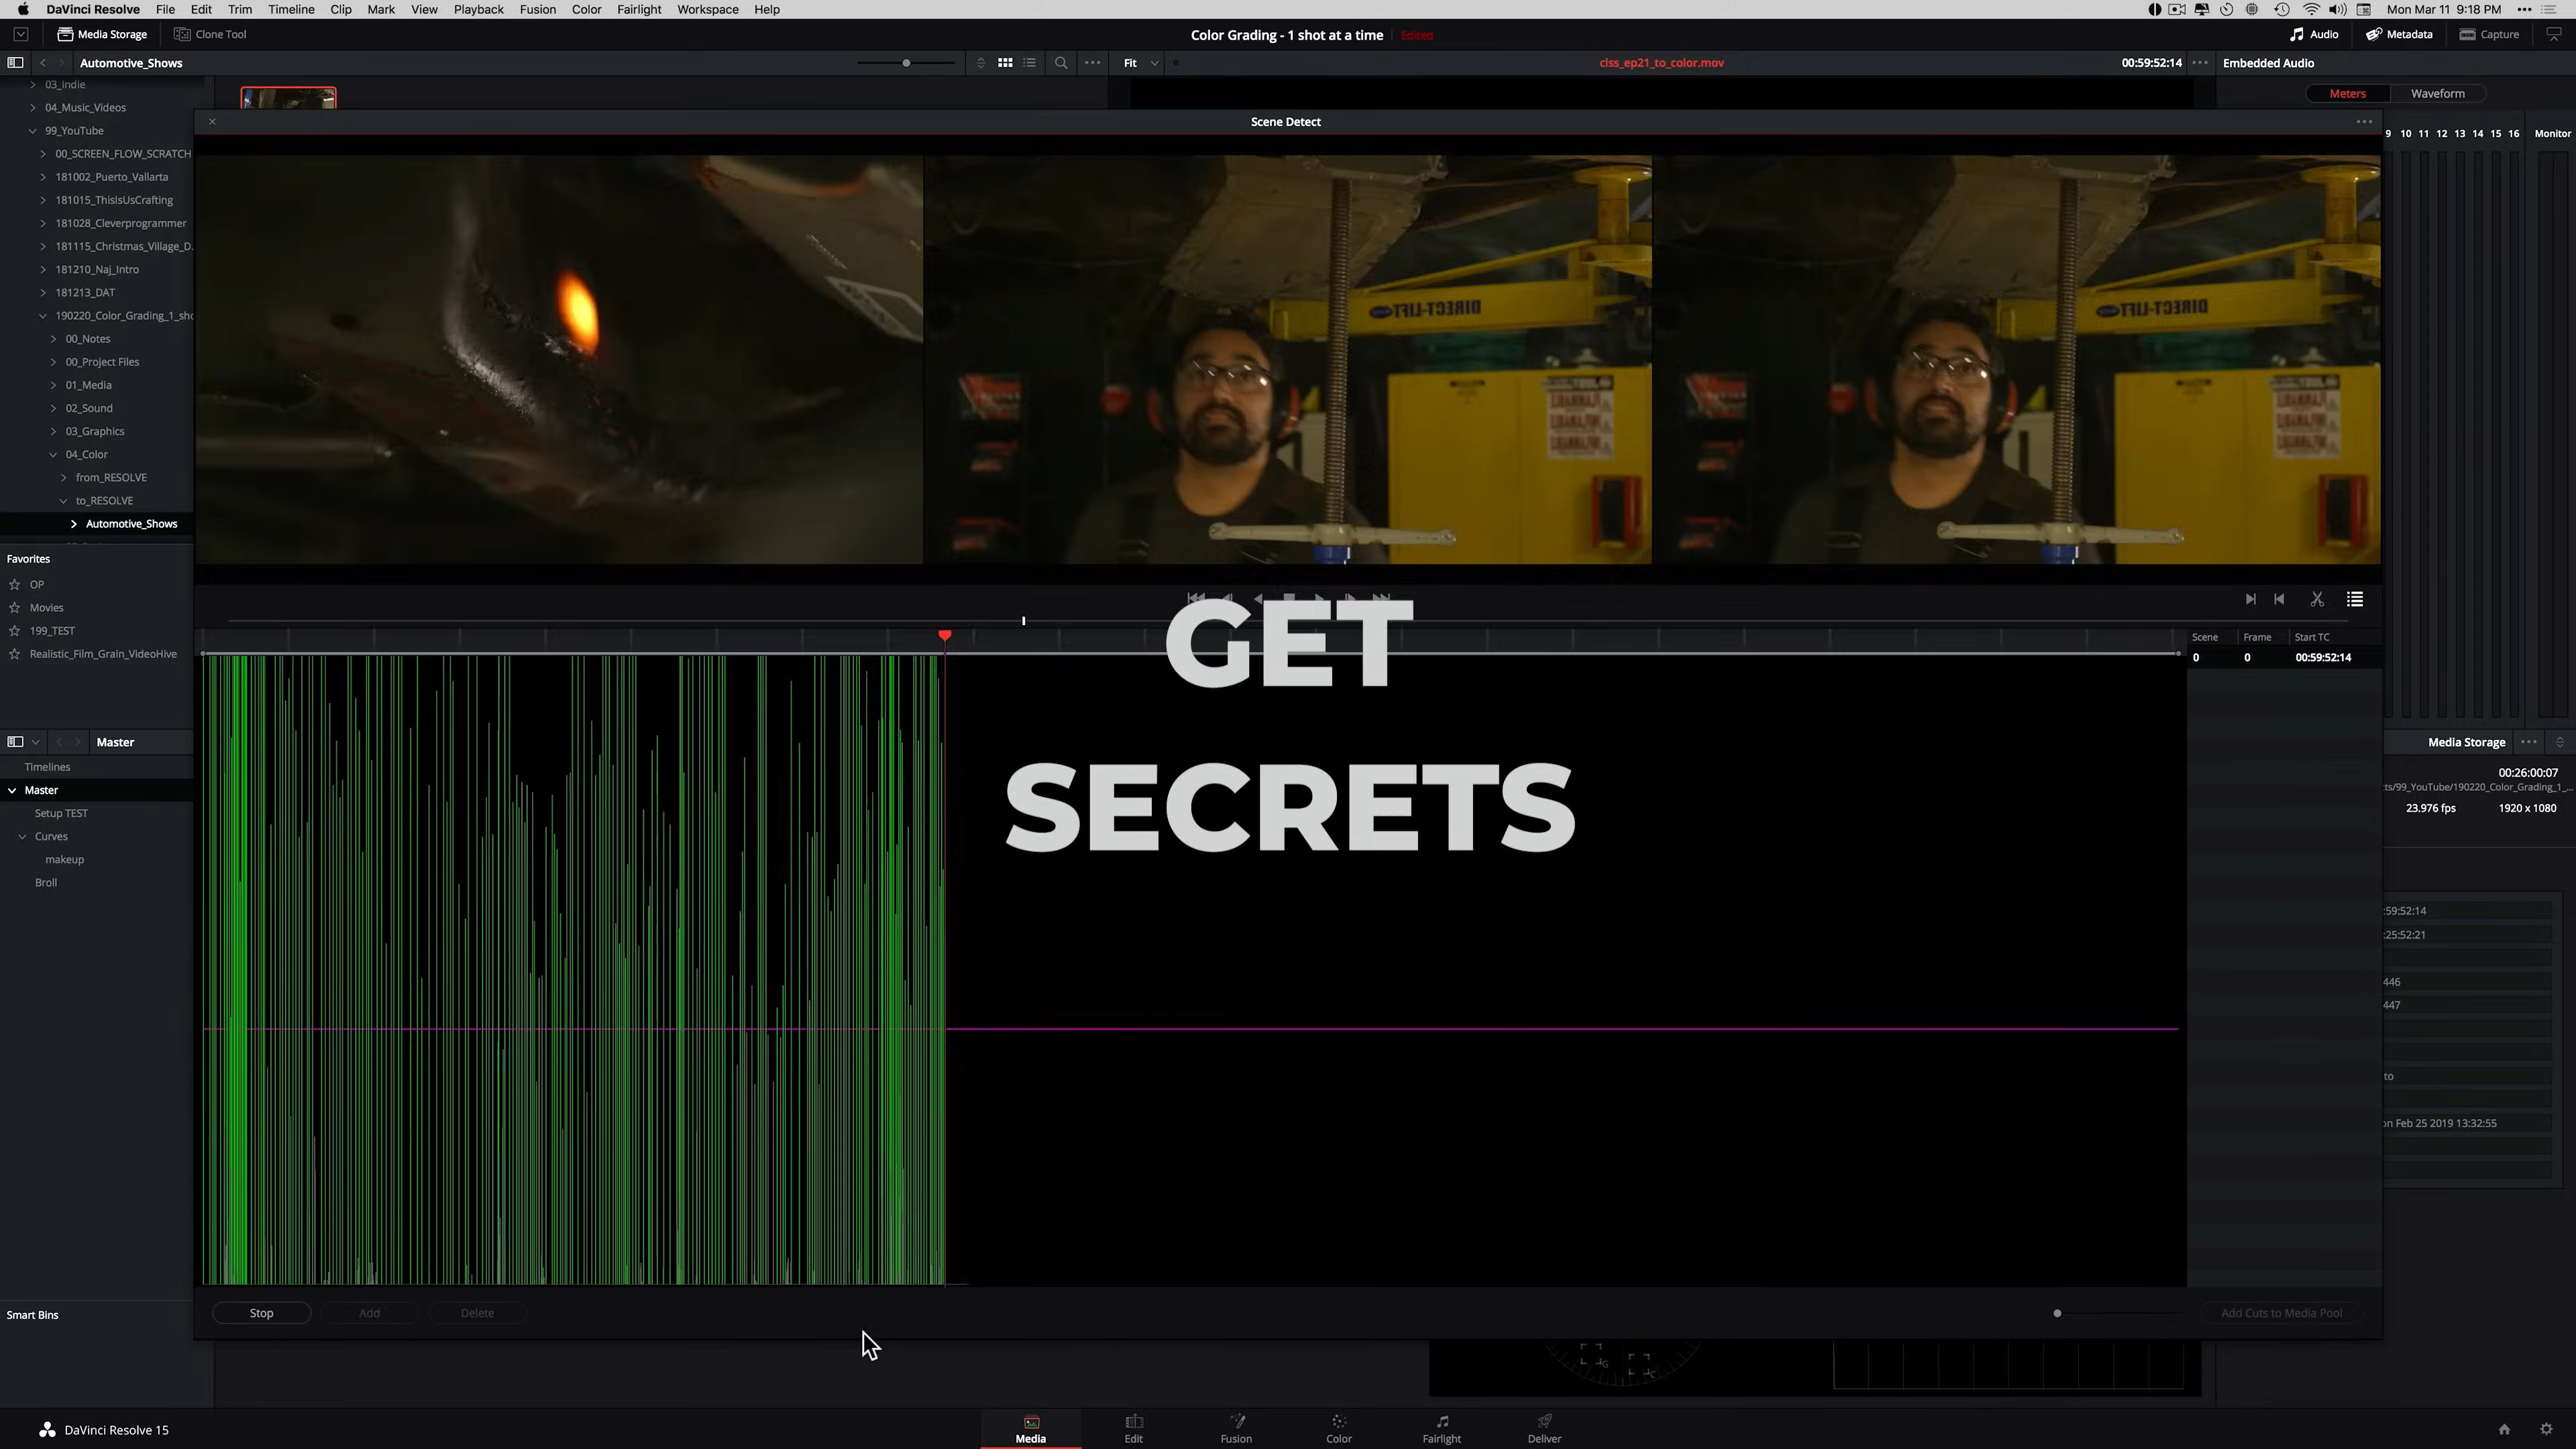 DaVinci Resolve File Edit Trim Timeline Clip Mark View Playback Fusion Color Fairlight Workspace Help
Mon Mar 11 9:18 PM
Media Storage Clone Tool
Color Grading - 1 shot at a time Edited
Audio Metadata Capture
Automotive_Shows
Fit
clss_ep21_to_color.mov
00:59:52:14
Embedded Audio
Meters Waveform
9 10 11 12 13 14 15 16 Monitor
03_Indie
04_Music_Videos
99_YouTube
00_SCREEN_FLOW_SCRATCH
181002_Puerto_Vallarta
181015_ThisIsUsCrafting
181028_Cleverprogrammer
181115_Christmas_Village_D.
181210_Naj_Intro
181213_DAT
190220_Color_Grading_1_sho
00_Notes
00_Project Files
01_Media
02_Sound
03_Graphics
04_Color
from_RESOLVE
to_RESOLVE
Automotive_Shows
Favorites
OP
Movies
199_TEST
Realistic_Film_Grain_VideoHive
Master
Timelines
Master
Setup TEST
Curves
makeup
Broll
Smart Bins
Scene Detect
DIRECT-LIFT
DIRECT-LIFT
GET
SECRETS
Scene Frame Start TC
0 0 00:59:52:14
Stop Add Delete
Add Cuts to Media Pool
Media Storage
00:26:00:07
ts/99_YouTube/190220_Color_Grading_1_...
23.976 fps 1920 x 1080
:59:52:14
:25:52:21
446
447
to
on Feb 25 2019 13:32:55
G
C
DaVinci Resolve 15
Media Edit Fusion Color Fairlight Deliver